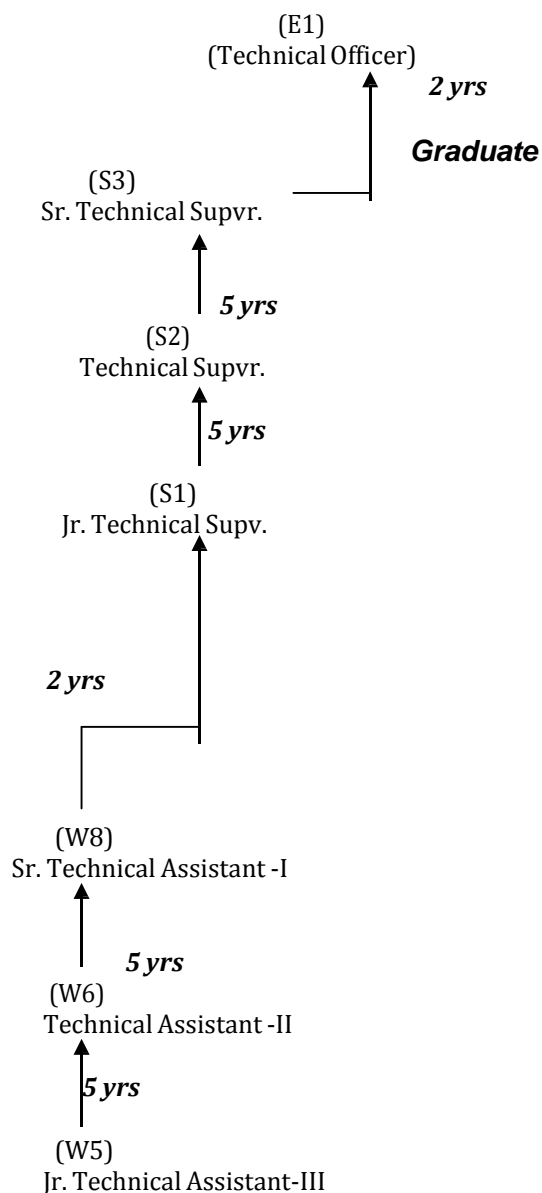 (E1)
(Technical Officer)
2 yrs
Graduate
(S3)
Sr. Technical Supvr.
5 yrs
(S2)
Technical Supvr.
5 yrs
(S1)
Jr. Technical Supv.
2 yrs
(W8)
Sr. Technical Assistant -I
5 yrs
(W6)
Technical Assistant -II
5 yrs
(W5)
Jr. Technical Assistant-III